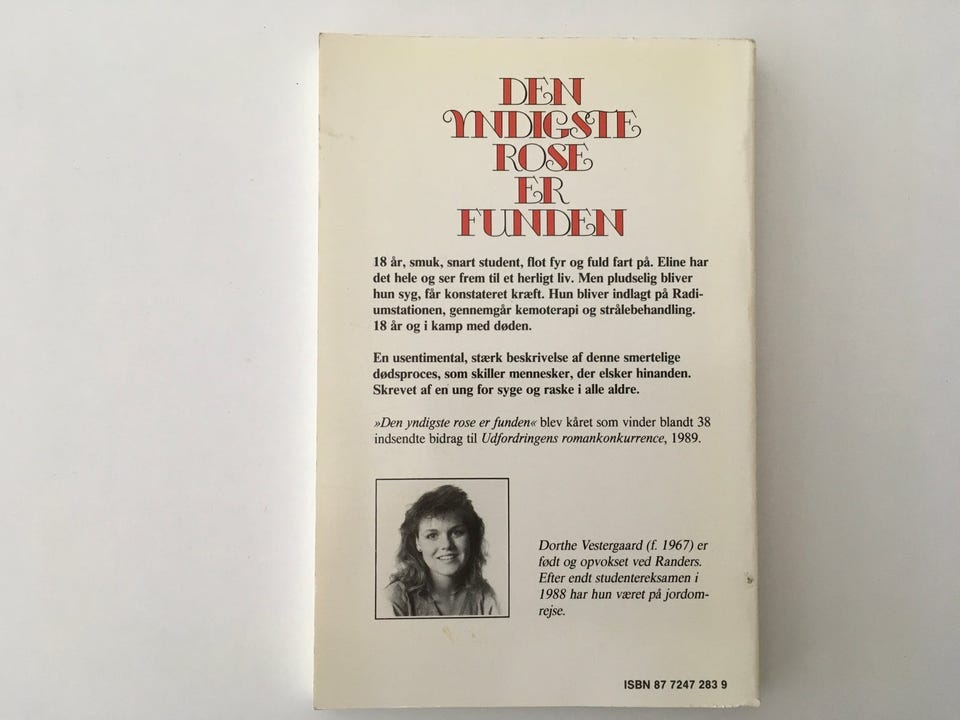 DEN
YNDIGSTE
ROSE
ER
FUNDEN
18 år, smuk, snart student, flot fyr og fuld fart på. Eline har
det hele og ser frem til et herligt liv. Men pludselig bliver
hun syg, får konstateret kræft. Hun bliver indlagt på Radi-
umstationen, gennemgår kemoterapi og strålebehandling.
18 år og i kamp med døden.
En usentimental, stærk beskrivelse af denne smertelige
dødsproces, som skiller mennesker, der elsker hinanden.
Skrevet af en ung for syge og raske i alle aldre.
»Den yndigste rose er funden« blev kåret som vinder blandt 38
indsendte bidrag til Udfordringens romankonkurrence, 1989.
Dorthe Vestergaard (f. 1967) er
født og opvokset ved Randers.
Efter endt studentereksamen i
1988 har hun været på jordom-
rejse.
ISBN 87 7247 283 9